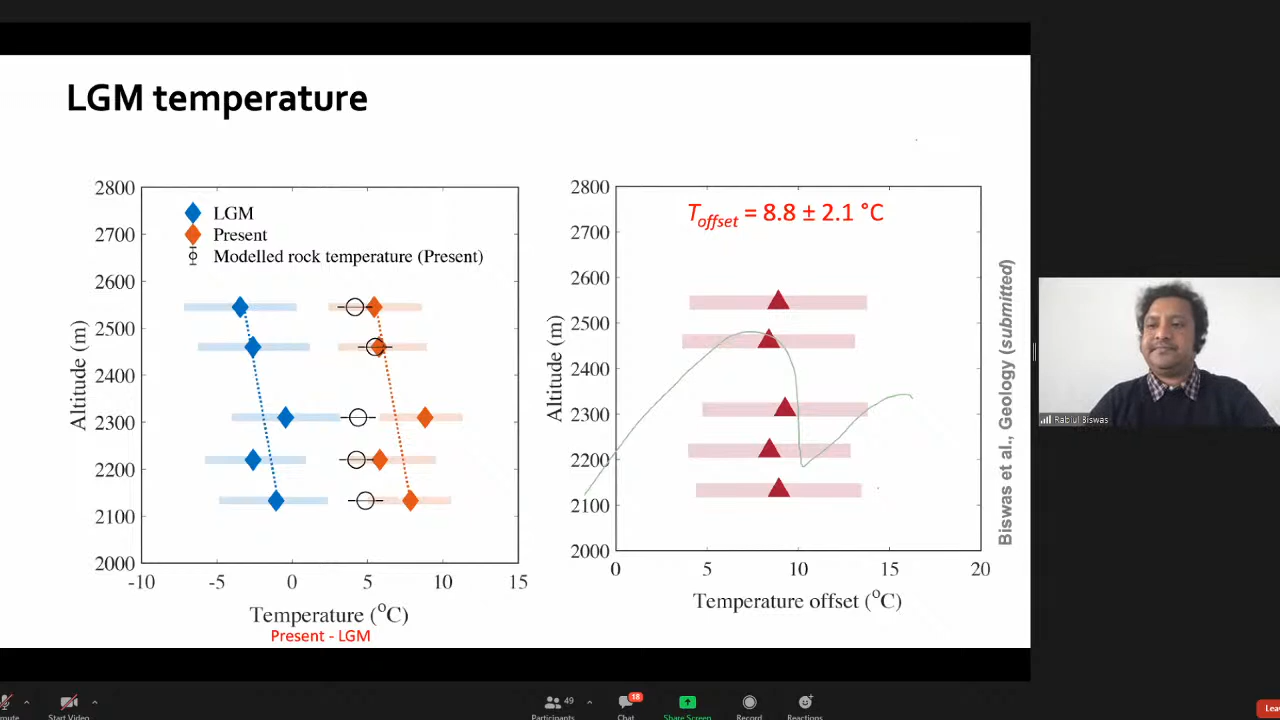 LGM temperature
2800
2700
2600
2500
2400
2300
2200
2100
2000
Altitude (m)
LGM
Present
Modelled rock temperature (Present)
-10 -5 0 5 10 15
Temperature (°C)
Present - LGM
2800
2700
2600
2500
2400
2300
2200
2100
2000
Altitude (m)
Toffset = 8.8 ± 2.1 °C
0 5 10 15 20
Temperature offset (°C)
Biswas et al., Geology (submitted)
Rabiul Biswas
mute
Start Video
49
Participants
18
Chat
Share Screen
Record
Reactions
Lea